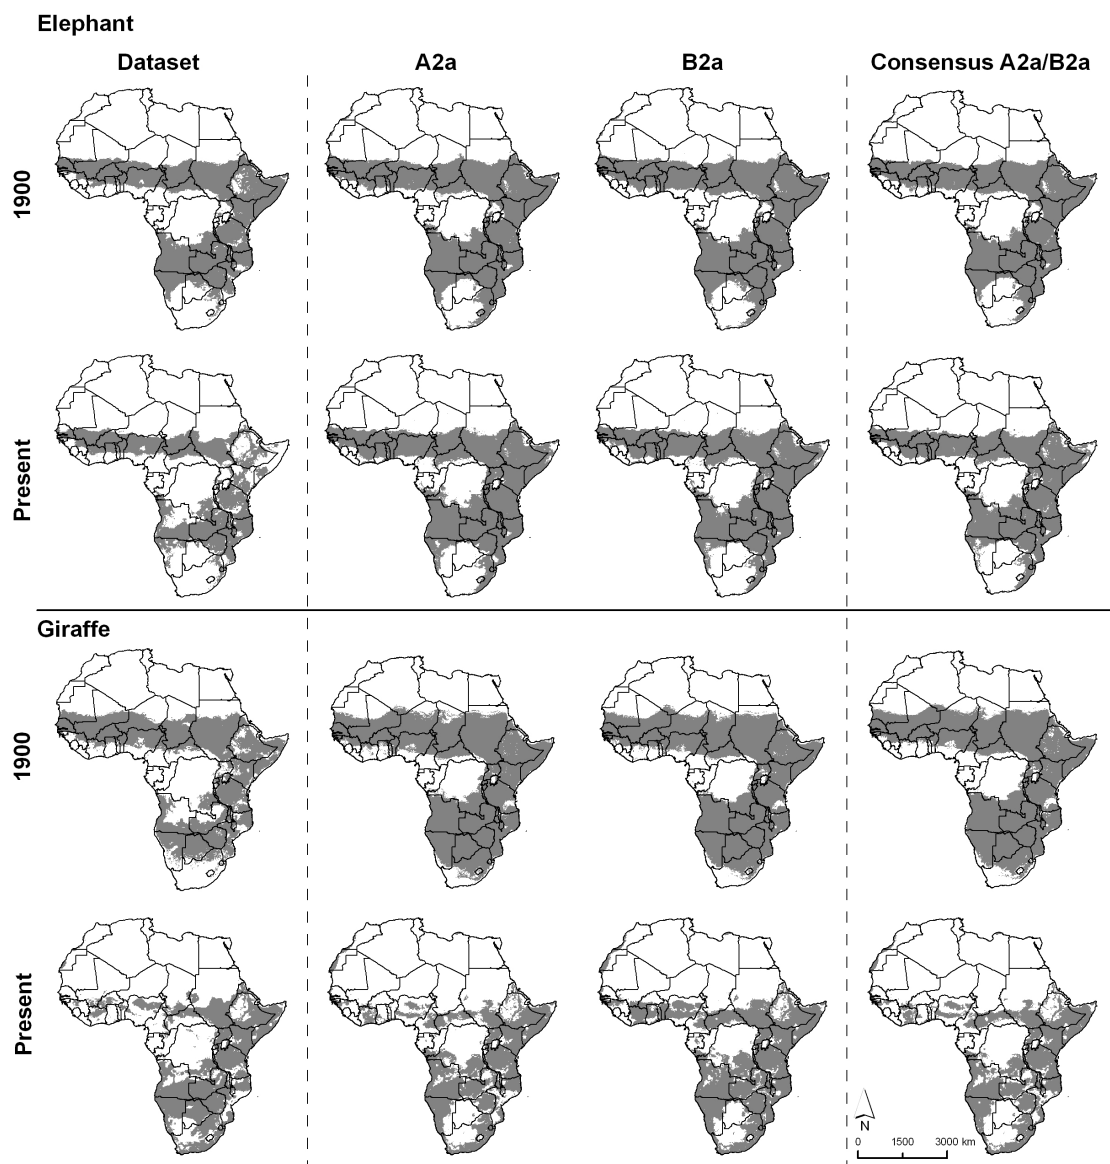 Elephant
Dataset A2a B2a Consensus A2a/B2a
1900
Present
Giraffe
1900
Present
N
0 1500 3000 km